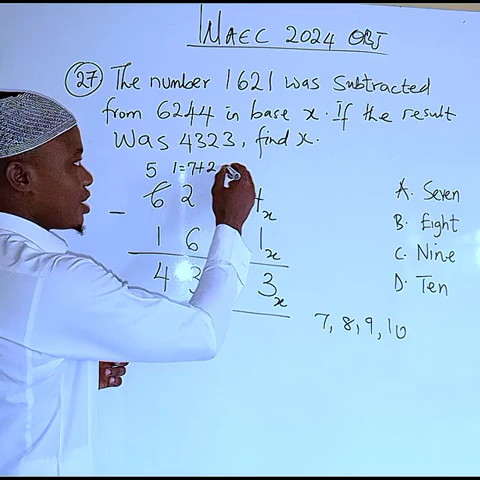 WAEC 2024 OBJ
27 The number 1621 was subtracted
from 6244 in base x. If the result
Was 4323, find x.
5 1=7+2
6 2
- 1 6 1x
4 3 3x
A. Seven
B. Eight
C. Nine
D. Ten
7, 8, 9, 10